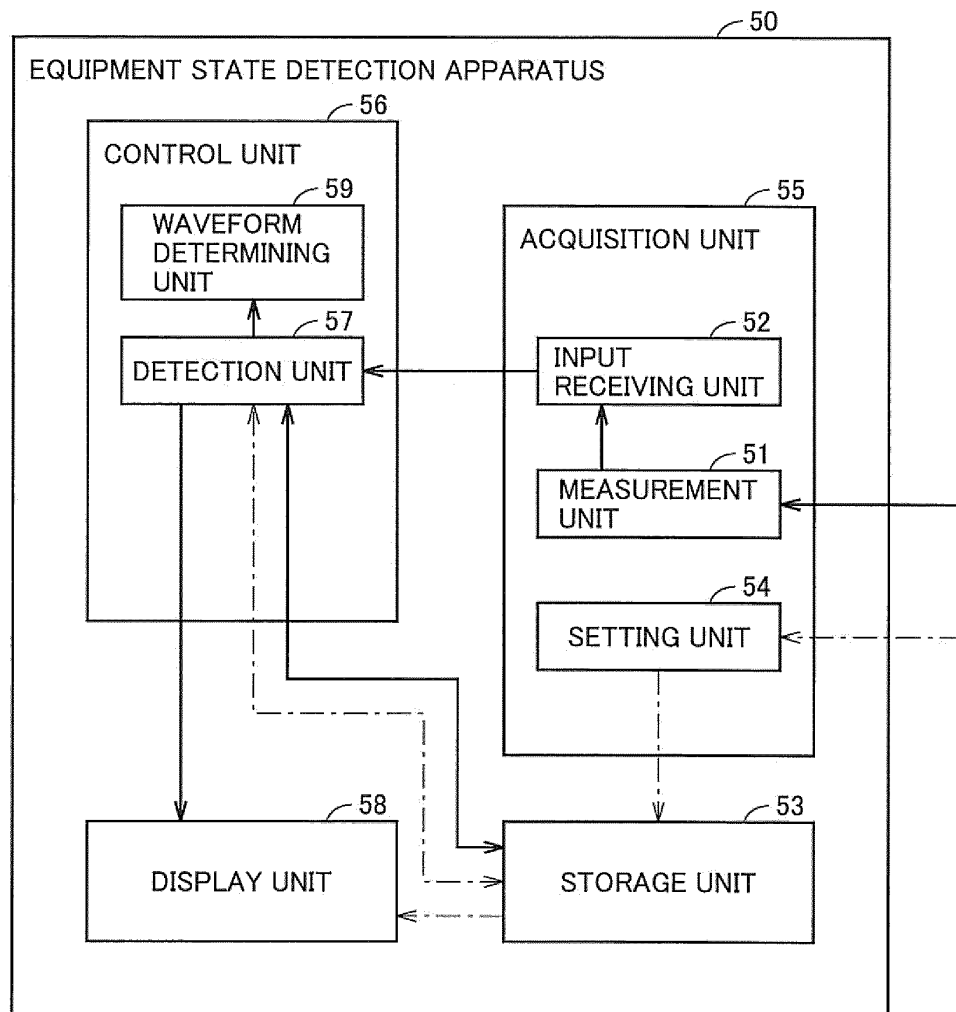 50
EQUIPMENT STATE DETECTION APPARATUS
56
CONTROL UNIT
59
WAVEFORM
DETERMINING
UNIT
57
DETECTION UNIT
55
ACQUISITION UNIT
52
INPUT
RECEIVING UNIT
51
MEASUREMENT
UNIT
54
SETTING UNIT
58
DISPLAY UNIT
53
STORAGE UNIT